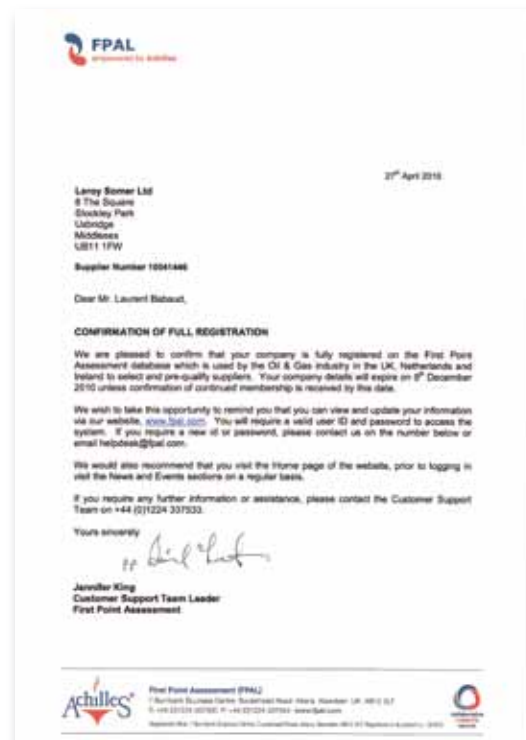 FPAL
empowered by Achilles
27th April 2010
Leroy Somer Ltd
6 The Square
Stockley Park
Uxbridge
Middlesex
UB11 1FW
Supplier Number 10041446
Dear Mr. Laurent Babaud,
CONFIRMATION OF FULL REGISTRATION
We are pleased to confirm that your company is fully registered on the First Point
Assessment database which is used by the Oil & Gas industry in the UK, Netherlands and
Ireland to select and pre-qualify suppliers. Your company details will expire on December
2010 unless confirmation of continued membership is received by this date.
We wish to take this opportunity to remind you that you can view and update your information
via our website, www.fpal.com. You will require a valid user ID and password to access the
system. If you require a new id or password, please contact us on the number below or
email helpdesk@fpal.com.
We would also recommend that you visit the Home page of the website, prior to logging in
visit the News and Events sections on a regular basis.
If you require any further information or assistance, please contact the Customer Support
Team on +44 (0)1224 337533.
Yours sincerely
pp
Jennifer King
Customer Support Team Leader
First Point Assessment
Achilles
First Point Assessment (FPAL)